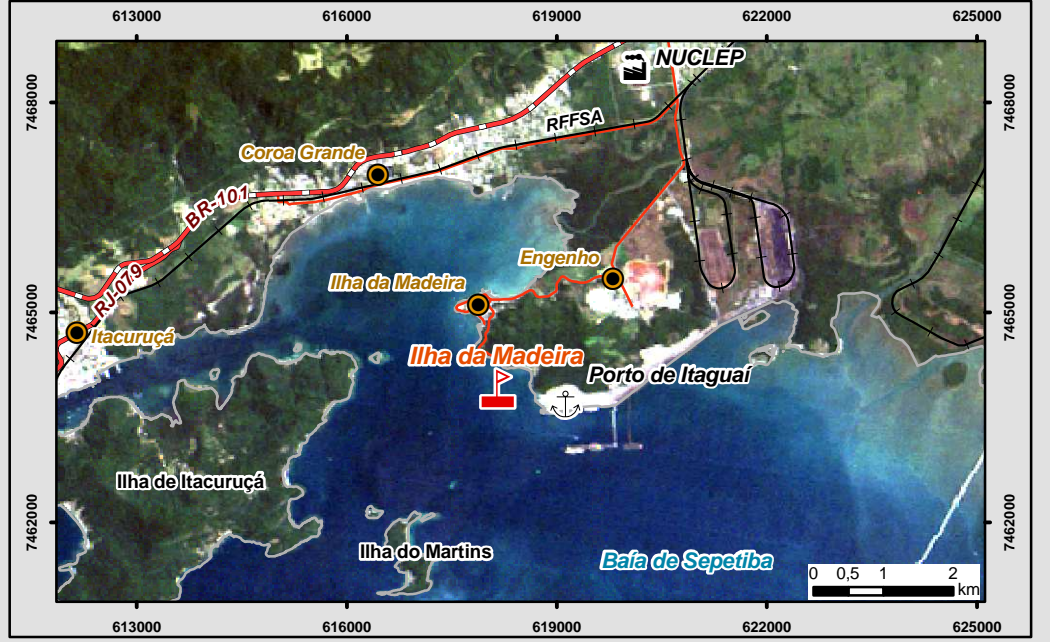 613000 616000 619000 622000 625000
NUCLEP
7468000 7468000
RFFSA
Coroa Grande
BR-101
Engenho
RJ-079
Ilha da Madeira
7465000 7465000
Itacuruçá
Ilha da Madeira
Porto de Itaguaí
Ilha de Itacuruçá
7462000 7462000
Ilha do Martins
Baía de Sepetiba
0 0,5 1 2
km
613000 616000 619000 622000 625000